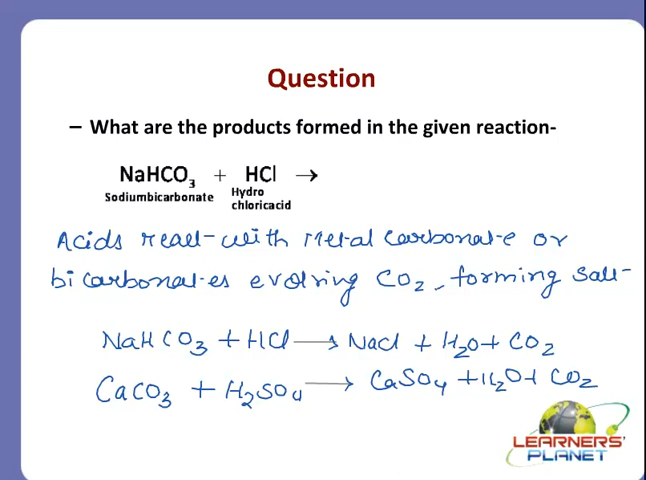 Question
– What are the products formed in the given reaction-
NaHCO₃ + HCl →
Sodiumbicarbonate Hydro chloricacid
Acids react with Metal Carbonate or
bicarbonates evolving CO₂, forming Salt
NaHCO₃ + HCl → NaCl + H₂O + CO₂
CaCO₃ + H₂SO₄ → CaSO₄ + H₂O + CO₂
LEARNERS'
PLANET